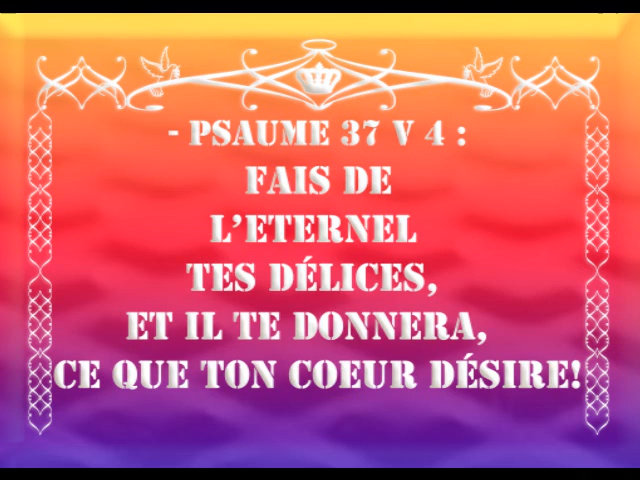 - PSAUME 37 V 4 :
FAIS DE
L'ETERNEL
TES DÉLICES,
ET IL TE DONNERA,
CE QUE TON COEUR DÉSIRE!